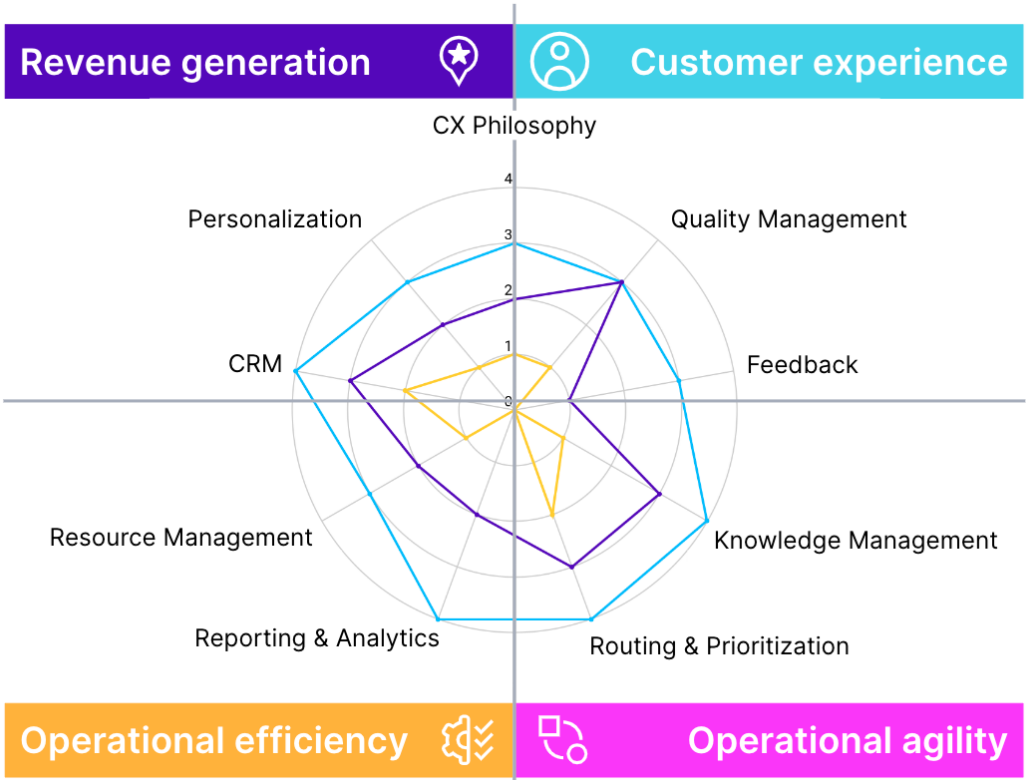 Revenue generation
Customer experience
CX Philosophy
4
Personalization
Quality Management
3
2
1
CRM
Feedback
0
Resource Management
Knowledge Management
Reporting & Analytics
Routing & Prioritization
Operational efficiency
Operational agility